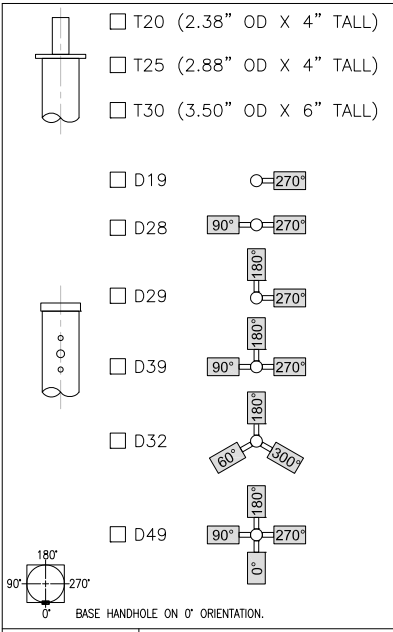 T20 (2.38" OD X 4" TALL)
T25 (2.88" OD X 4" TALL)
T30 (3.50" OD X 6" TALL)
D19 270°
D28 90° 270°
180°
D29 270°
180°
D39 90° 270°
180°
D32 60° 300°
180°
D49 90° 270°
0°
180°
90° 270°
0° BASE HANDHOLE ON 0° ORIENTATION.